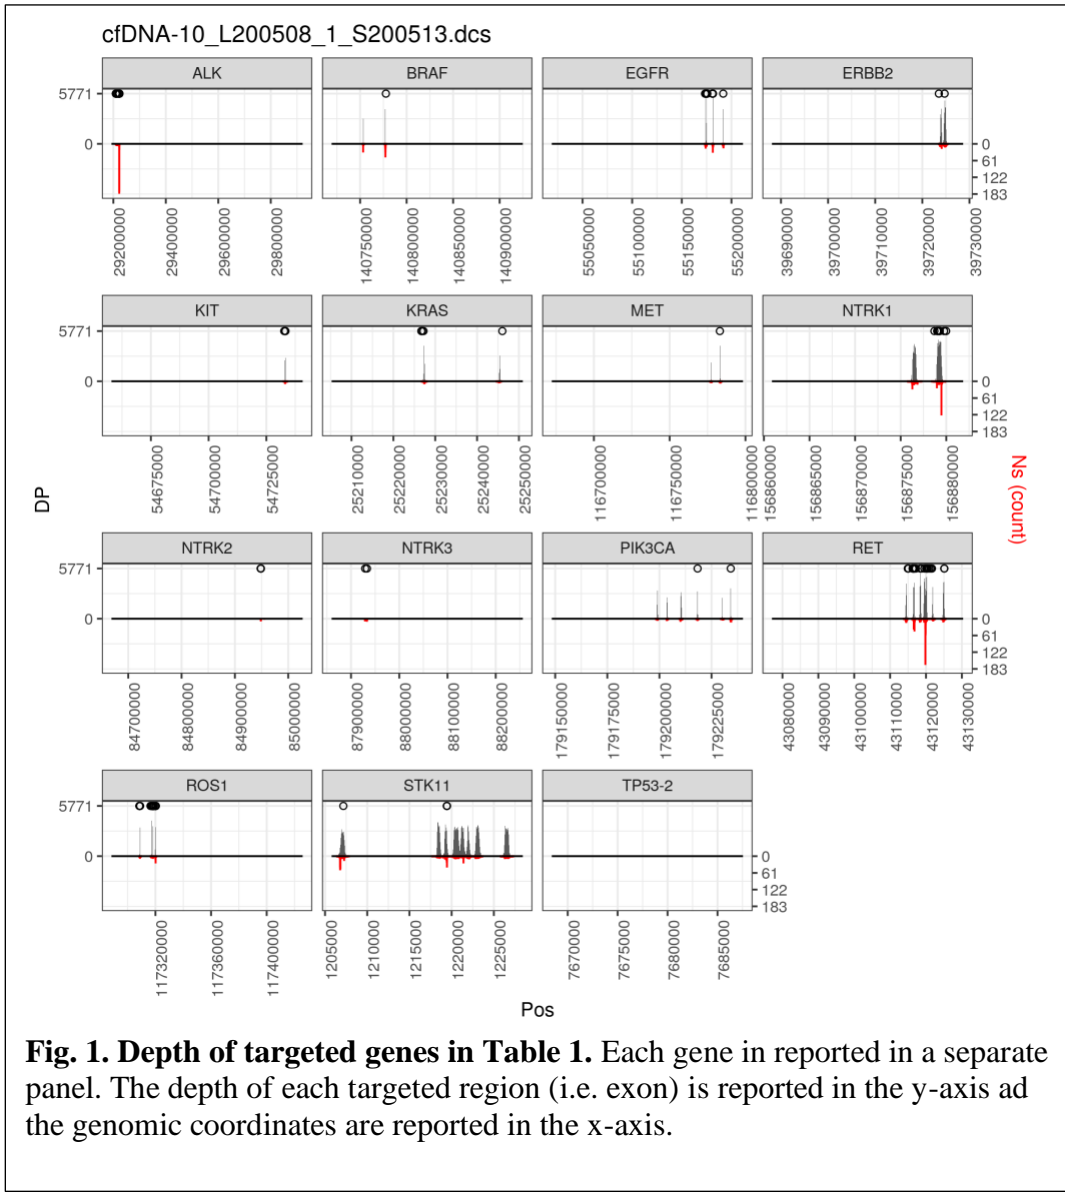 cfDNA-10_L200508_1_S200513.dcs
ALK BRAF EGFR ERBB2
5771
0 0
61
122
183
29200000 29400000 29600000 29800000 140750000 140800000 140850000 140900000 55050000 55100000 55150000 55200000 39690000 39700000 39710000 39720000 39730000
KIT KRAS MET NTRK1
5771
0 0
61
122
183
54675000 54700000 54725000 25210000 25220000 25230000 25240000 25250000 116700000 116750000 116800000 156860000 156865000 156870000 156875000 156880000
DP
Ns (count)
NTRK2 NTRK3 PIK3CA RET
5771
0 0
61
122
183
84700000 84800000 84900000 85000000 87900000 88000000 88100000 88200000 179150000 179175000 179200000 179225000 43080000 43090000 43100000 43110000 43120000 43130000
ROS1 STK11 TP53-2
5771
0 0
61
122
183
117320000 117360000 117400000 1205000 1210000 1215000 1220000 1225000 7670000 7675000 7680000 7685000
Pos
Fig. 1. Depth of targeted genes in Table 1. Each gene in reported in a separate
panel. The depth of each targeted region (i.e. exon) is reported in the y-axis ad
the genomic coordinates are reported in the x-axis.